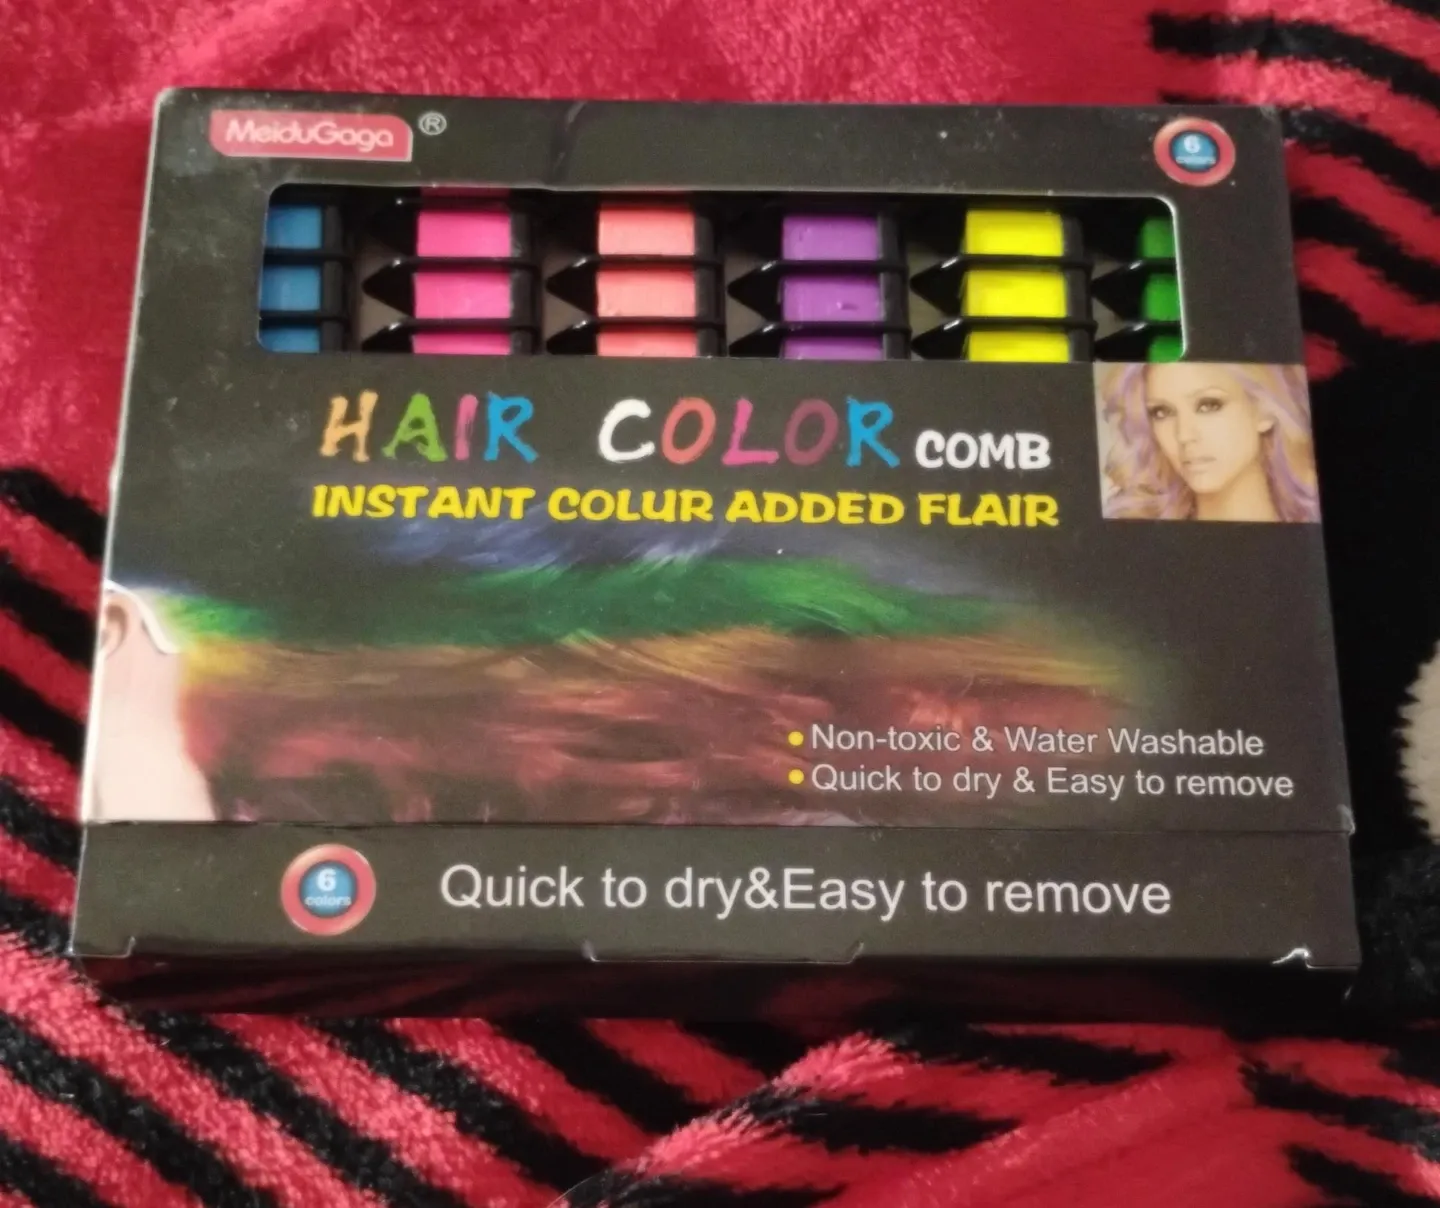 MeiduGaga ®
6
colors
HAIR COLOR COMB
INSTANT COLUR ADDED FLAIR
Non-toxic & Water Washable
Quick to dry & Easy to remove
6
colors
Quick to dry&Easy to remove